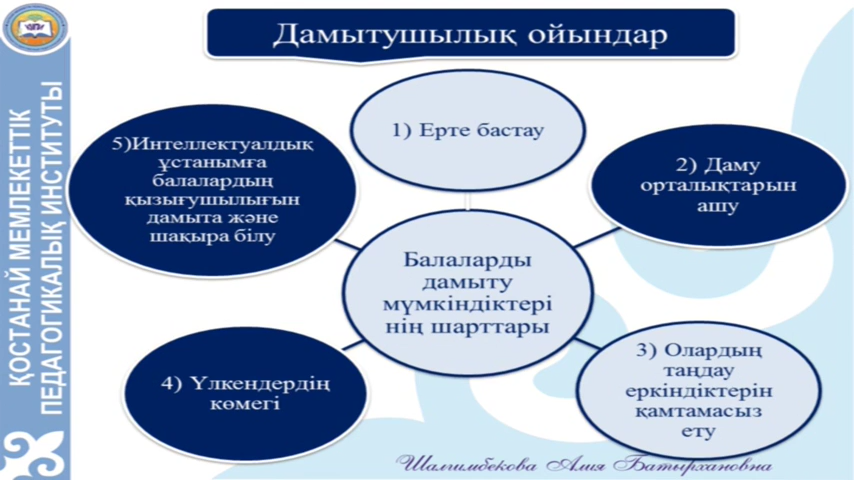 Дамытушылық ойындар
1) Ерте бастау
2) Даму
орталықтарын
ашу
3) Олардың
таңдау
еркіндіктерін
қамтамасыз
ету
4) Үлкендердің
көмегі
5)Интеллектуалдық
ұстанымға
балалардың
қызығушылығын
дамыта және
шақыра білу
Балаларды
дамыту
мүмкіндіктері
нің шарттары
ҚОСТАНАЙ МЕМЛЕКЕТТІК
ПЕДАГОГИКАЛЫҚ ИНСТИТУТЫ
Шалгимбекова Алия Батырхановна